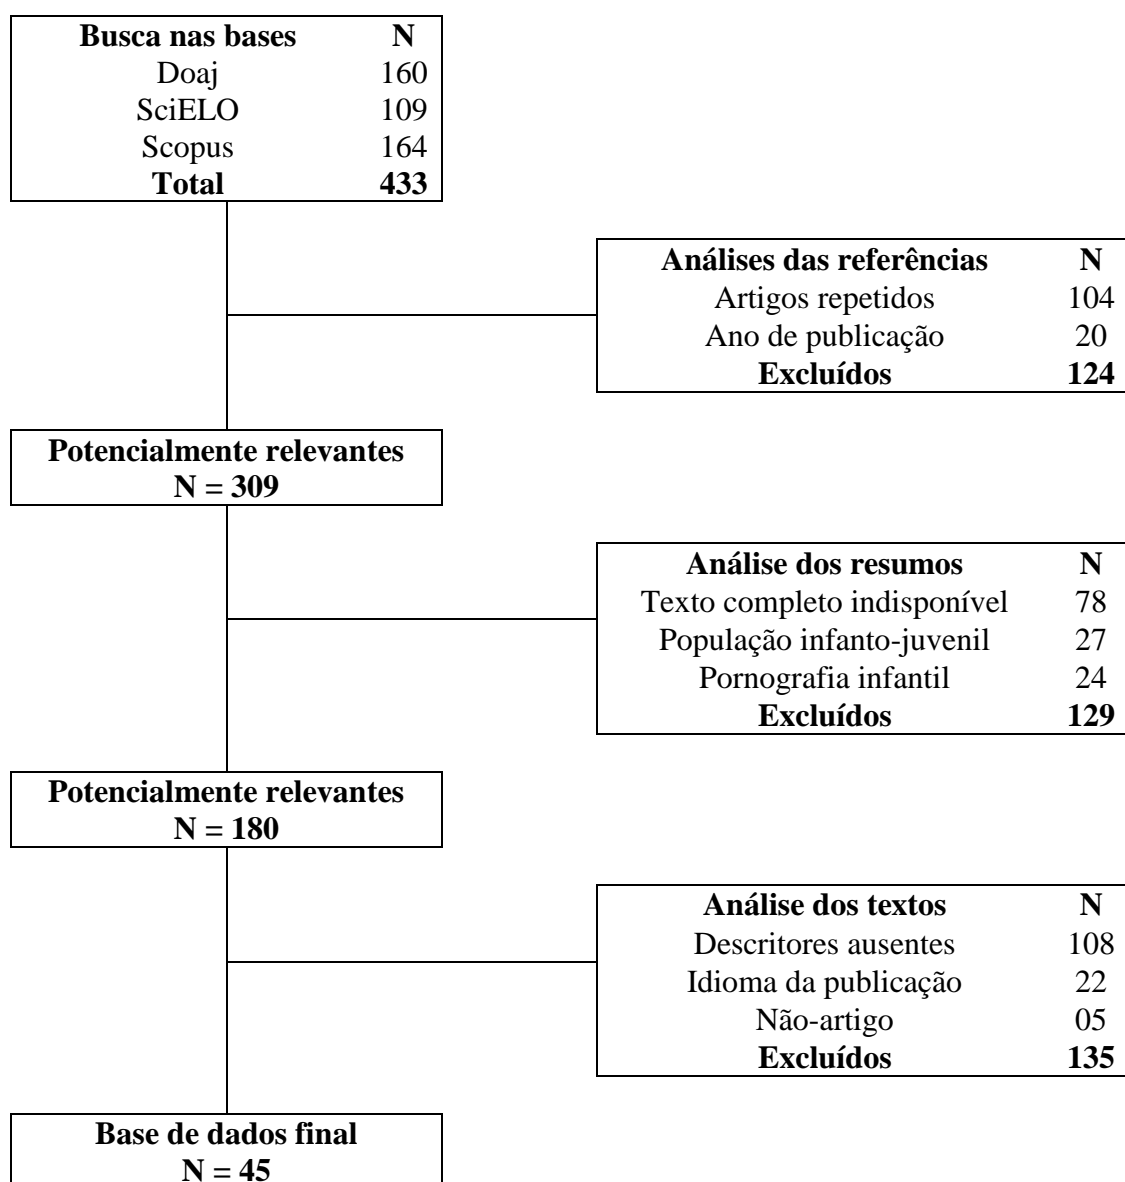 Busca nas bases N
Doaj 160
SciELO 109
Scopus 164
Total 433
Análises das referências N
Artigos repetidos 104
Ano de publicação 20
Excluídos 124
Potencialmente relevantes
N = 309
Análise dos resumos N
Texto completo indisponível 78
População infanto-juvenil 27
Pornografia infantil 24
Excluídos 129
Potencialmente relevantes
N = 180
Análise dos textos N
Descritores ausentes 108
Idioma da publicação 22
Não-artigo 05
Excluídos 135
Base de dados final
N = 45